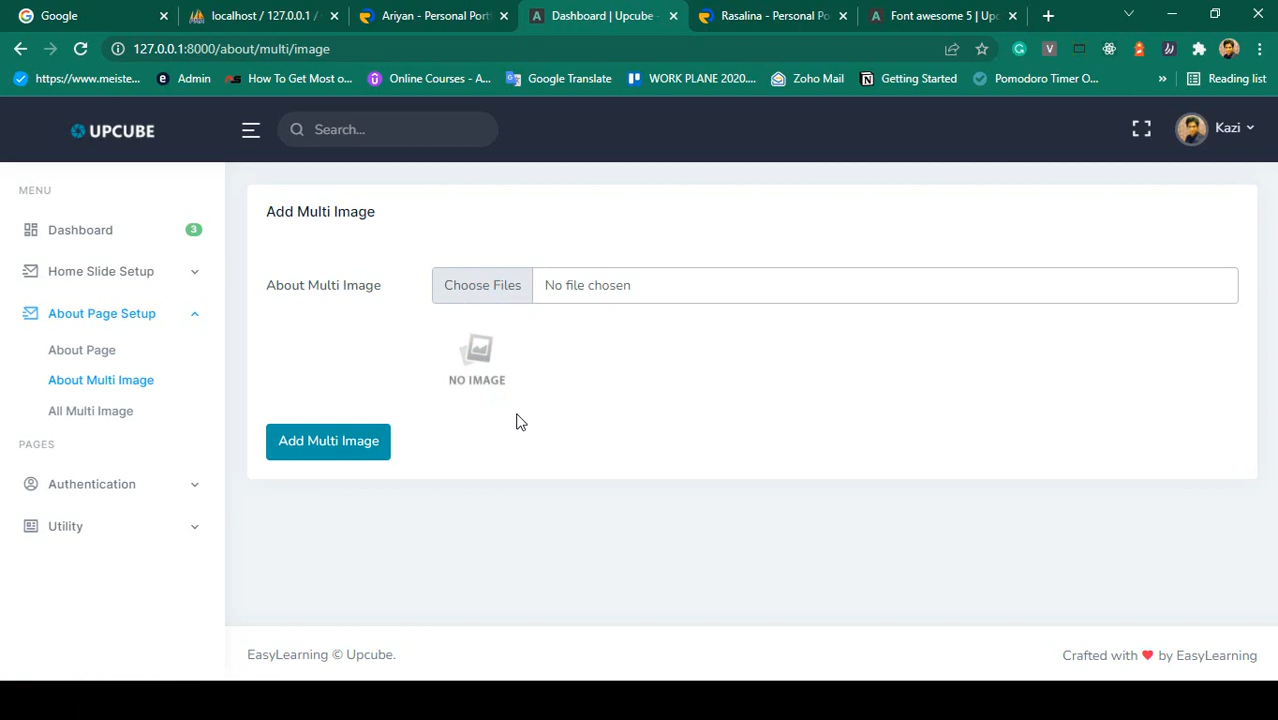 Google
localhost / 127.0.0.1 /
Ariyan - Personal Port
Dashboard | Upcube -
Rasalina - Personal Po
Font awesome 5 | Upc
127.0.0.1:8000/about/multi/image
https://www.meiste...
Admin
How To Get Most o...
Online Courses - A...
Google Translate
WORK PLANE 2020....
Zoho Mail
Getting Started
Pomodoro Timer O...
»
Reading list
UPCUBE
Search...
Kazi
MENU
Dashboard
3
Home Slide Setup
About Page Setup
About Page
About Multi Image
All Multi Image
PAGES
Authentication
Utility
Add Multi Image
About Multi Image
Choose Files
No file chosen
NO IMAGE
Add Multi Image
EasyLearning © Upcube.
Crafted with ❤ by EasyLearning